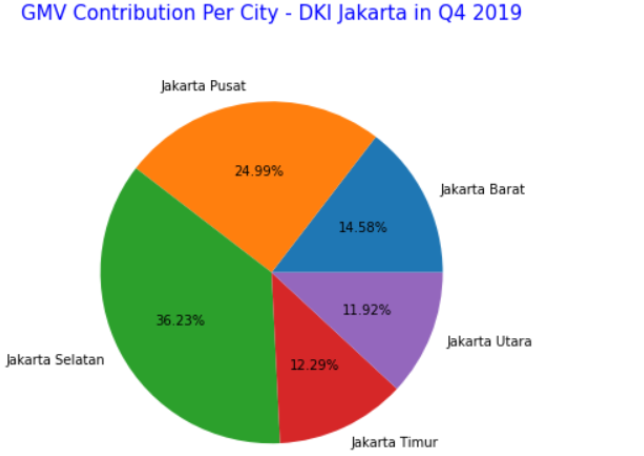 GMV Contribution Per City - DKI Jakarta in Q4 2019
Jakarta Pusat
24.99%
Jakarta Barat
14.58%
36.23%
11.92%
Jakarta Utara
Jakarta Selatan
12.29%
Jakarta Timur